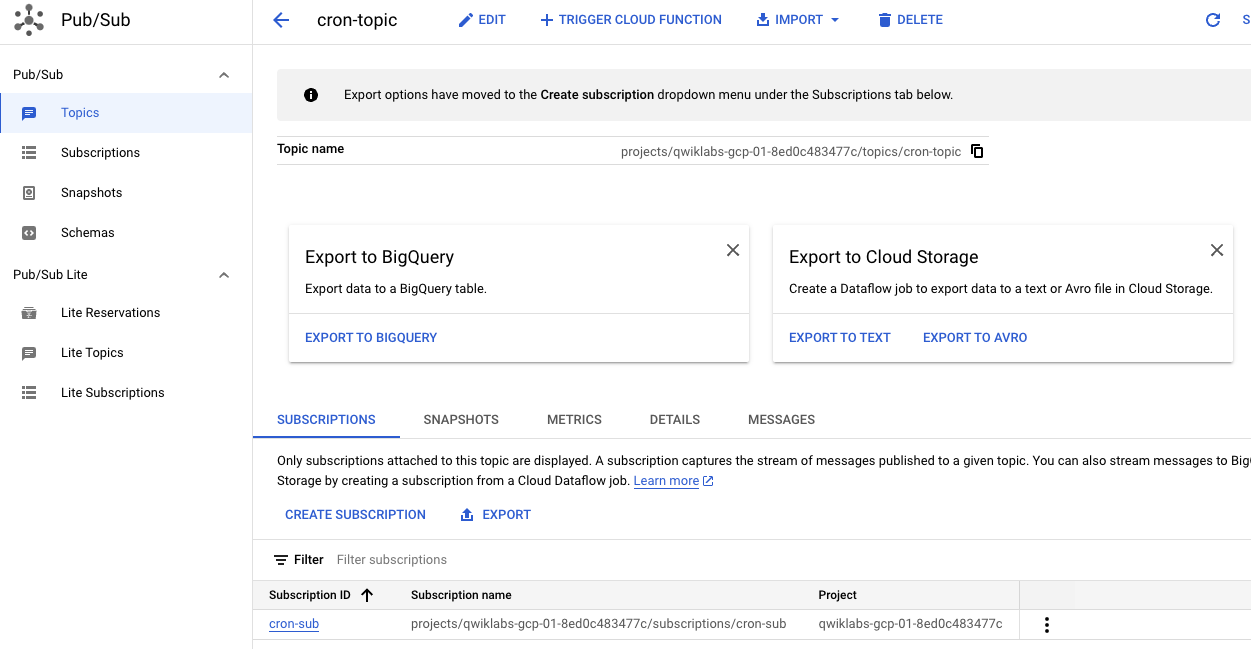 Pub/Sub
cron-topic
EDIT
TRIGGER CLOUD FUNCTION
IMPORT
DELETE
S
Pub/Sub
Topics
Subscriptions
Snapshots
Schemas
Pub/Sub Lite
Lite Reservations
Lite Topics
Lite Subscriptions
Export options have moved to the Create subscription dropdown menu under the Subscriptions tab below.
Topic name
projects/qwiklabs-gcp-01-8ed0c483477c/topics/cron-topic
Export to BigQuery
Export data to a BigQuery table.
EXPORT TO BIGQUERY
Export to Cloud Storage
Create a Dataflow job to export data to a text or Avro file in Cloud Storage.
EXPORT TO TEXT
EXPORT TO AVRO
SUBSCRIPTIONS
SNAPSHOTS
METRICS
DETAILS
MESSAGES
Only subscriptions attached to this topic are displayed. A subscription captures the stream of messages published to a given topic. You can also stream messages to Big
Storage by creating a subscription from a Cloud Dataflow job. Learn more
CREATE SUBSCRIPTION
EXPORT
Filter
Filter subscriptions
Subscription ID
Subscription name
Project
cron-sub
projects/qwiklabs-gcp-01-8ed0c483477c/subscriptions/cron-sub
qwiklabs-gcp-01-8ed0c483477c